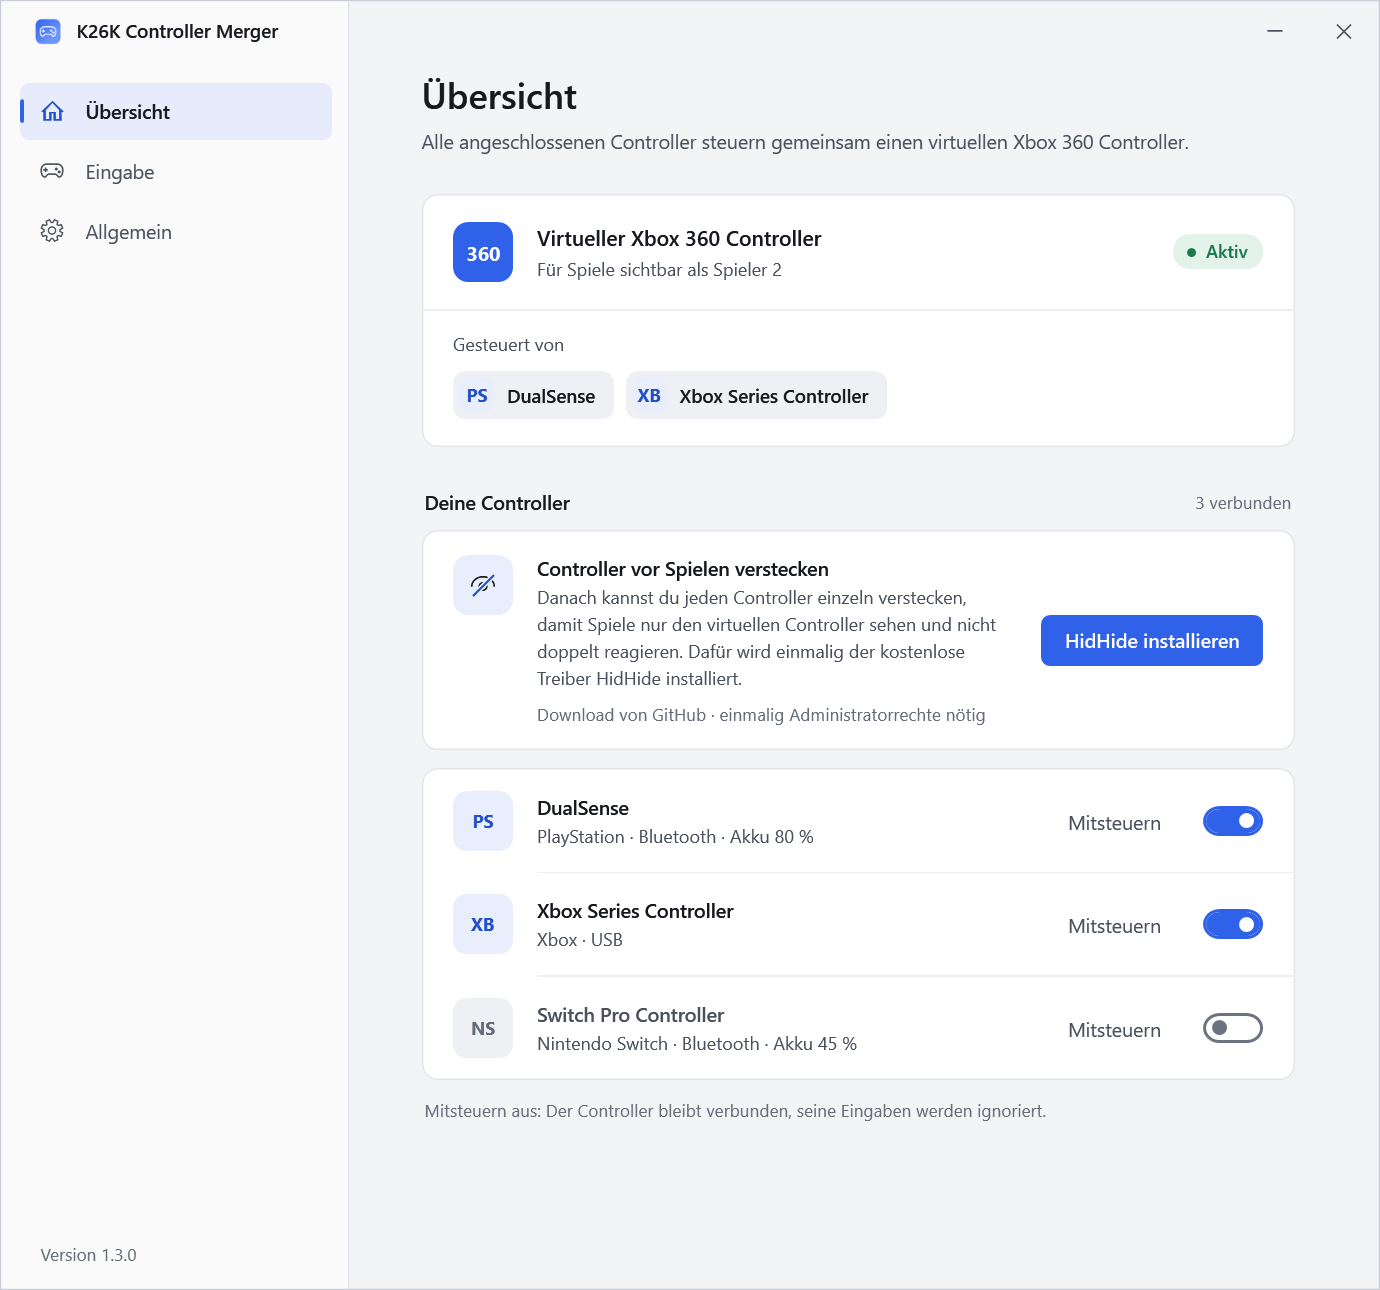 K26K Controller Merger
Übersicht
Eingabe
Allgemein
Version 1.3.0
Übersicht
Alle angeschlossenen Controller steuern gemeinsam einen virtuellen Xbox 360 Controller.
360
Virtueller Xbox 360 Controller
Für Spiele sichtbar als Spieler 2
Aktiv
Gesteuert von
PS DualSense
XB Xbox Series Controller
Deine Controller
3 verbunden
Controller vor Spielen verstecken
Danach kannst du jeden Controller einzeln verstecken,
damit Spiele nur den virtuellen Controller sehen und nicht
doppelt reagieren. Dafür wird einmalig der kostenlose
Treiber HidHide installiert.
Download von GitHub · einmalig Administratorrechte nötig
HidHide installieren
PS
DualSense
PlayStation · Bluetooth · Akku 80 %
Mitsteuern
XB
Xbox Series Controller
Xbox · USB
Mitsteuern
NS
Switch Pro Controller
Nintendo Switch · Bluetooth · Akku 45 %
Mitsteuern
Mitsteuern aus: Der Controller bleibt verbunden, seine Eingaben werden ignoriert.